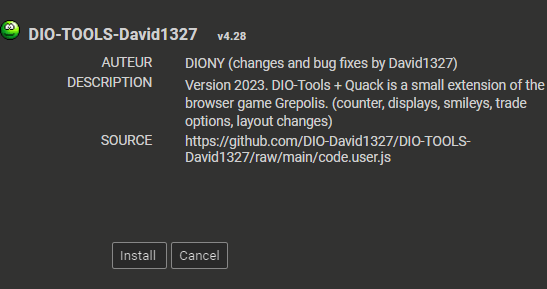 DIO-TOOLS-David1327 v4.28
AUTEUR DIONY (changes and bug fixes by David1327)
DESCRIPTION Version 2023. DIO-Tools + Quack is a small extension of the
browser game Grepolis. (counter, displays, smileys, trade
options, layout changes)
SOURCE https://github.com/DIO-David1327/DIO-TOOLS-
David1327/raw/main/code.user.js
Install Cancel